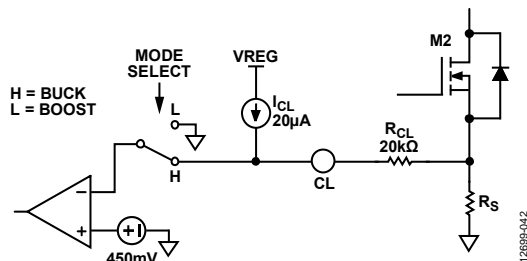 MODE
SELECT
VREG
M2
H = BUCK
L = BOOST
L
I_CL
20µA
R_CL
20kΩ
H
CL
R_S
−
+
+
450mV
12699-042